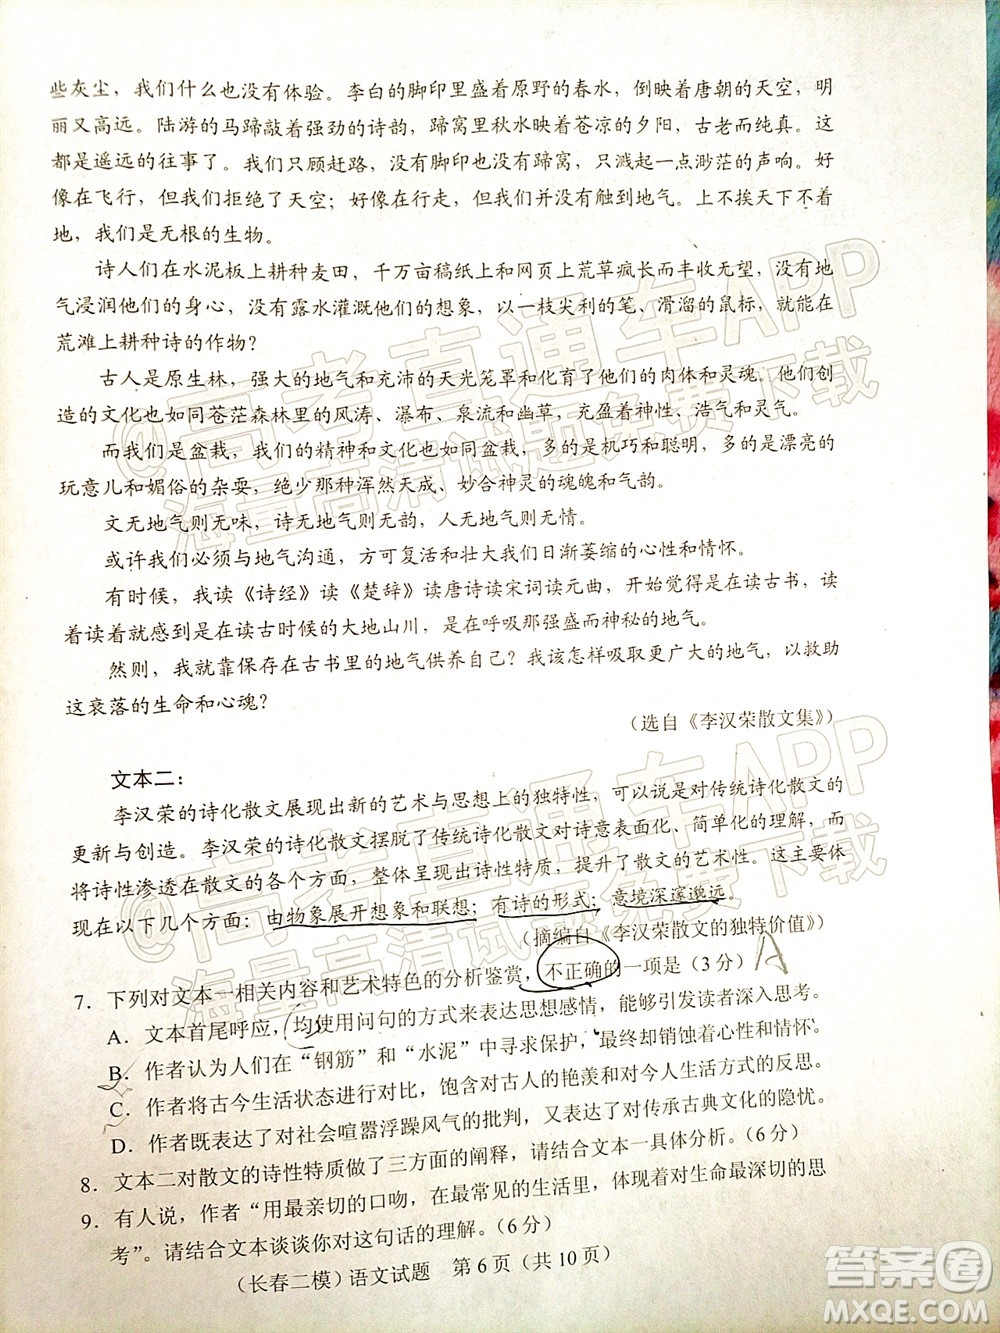 些灰尘，我们什么也没有体验。李白的脚印里盛着原野的春水，倒映着唐朝的天空，明
丽又高远。陆游的马蹄敲着强劲的诗韵，蹄窝里秋水映着苍凉的夕阳，古老而纯真。这
都是遥远的往事了。我们只顾赶路，没有脚印也没有蹄窝，只溅起一点渺茫的声响。好
像在飞行，但我们拒绝了天空；好像在行走，但我们远离了土地。上不挨天下不着
地，我们是无根的生物。
诗人们在水泥板上耕种麦田，千万亩稿纸上和网页上荒草疯长而丰收无望，没有地
气浸润他们的身心，没有露水灌溉他们的想象，以一枝尖利的笔、滑溜的鼠标，就能在
荒滩上耕种诗的作物？
古人是原生林，强大的地气和充沛的天光笼罩和化育了他们的肉体和灵魂。他们创
造的文化也如同苍茫森林里的风涛、瀑布、泉流和幽草，充盈着神性、浩气和灵气。
而我们是盆栽，我们的精神和文化也如同盆栽，多的是机巧和聪明，多的是漂亮的
玩意儿和媚俗的杂耍，绝少那种浑然天成、妙合神灵的魂魄和气韵。
文无地气则无味，诗无地气则无韵，人无地气则无情。
或许我们必须与地气沟通，方可复活和壮大我们日渐萎缩的心性和情怀。
有时候，我读《诗经》读《楚辞》读唐诗读宋词读元曲，开始觉得是在读古书，读
着读着就感到是在读古时候的大地山川，是在呼吸那强盛而神秘的地气。
然则，我就靠保存在古书里的地气供养自己？我该怎样吸取更广大的地气，以救助
这衰落的生命和心魂？
（选自《李汉荣散文集》）
文本二：
李汉荣的诗化散文展现出新的艺术与思想上的独特性，可以说是对传统诗化散文的
更新与创造。李汉荣的诗化散文摆脱了传统诗化散文对诗意表面化、简单化的理解，而
将诗性渗透在散文的各个方面，整体呈现出诗性特质，提升了散文的艺术性。这主要体
现在以下几个方面：由物象展开想象和联想；有诗的形式；意境深邃邈远。
（摘编自《李汉荣散文的独特价值》）
7．下列对文本一相关内容和艺术特色的分析鉴赏，不正确的一项是（3分） A
A．文本首尾呼应，均使用问句的方式来表达思想感情，能够引发读者深入思考。
B．作者认为人们在“钢筋”和“水泥”中寻求保护，最终却销蚀着心性和情怀。
C．作者将古今生活状态进行对比，饱含对古人的艳羡和对今人生活方式的反思。
D．作者既表达了对社会喧嚣浮躁风气的批判，又表达了对传承古典文化的隐忧。
8．文本二对散文的诗性特质做了三方面的阐释，请结合文本一具体分析。（6分）
9．有人说，作者“用最亲切的口吻，在最常见的生活里，体现着对生命最深切的思
考”。请结合文本谈谈你对这句话的理解。（6分）
（长春二模）语文试题 第6页（共10页）
@高考直通车APP
海量高清试题免费下载
@高考直通车APP
海量高清试题免费下载
答案圈
MXQE.COM